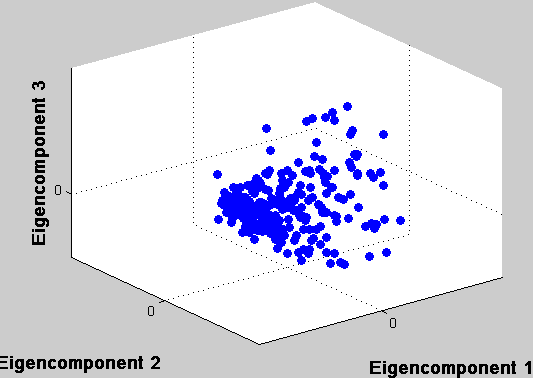 Eigencomponent 3
0
0
0
Eigencomponent 2
Eigencomponent 1